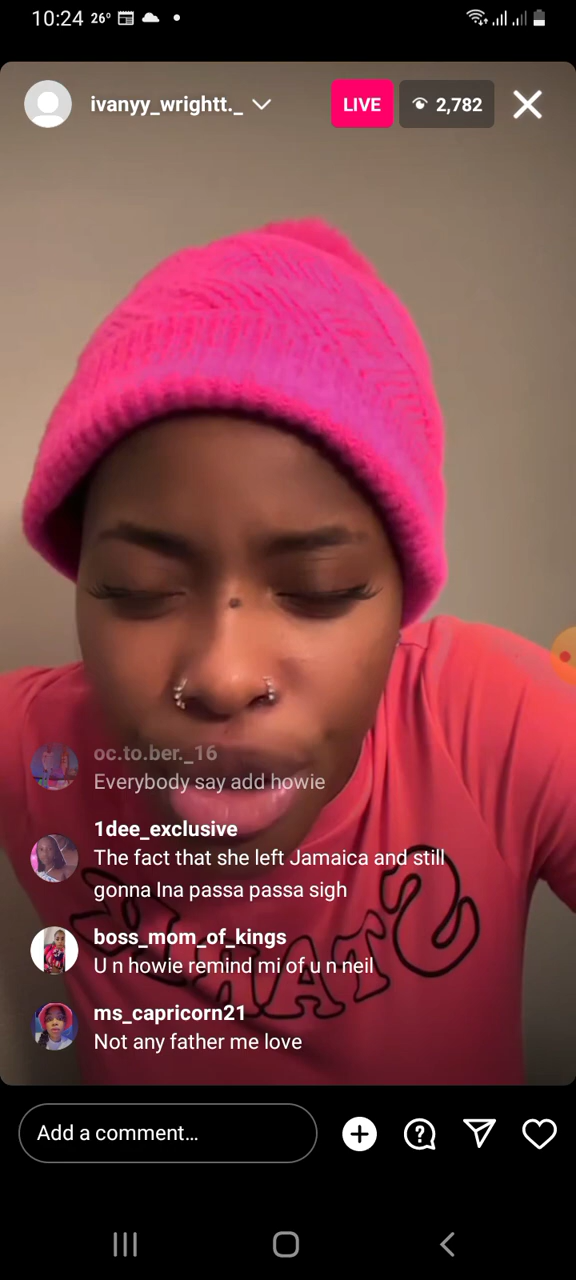 10:24 26°
ivanyy_wrightt._ LIVE 2,782
oc.to.ber._16
Everybody say add howie
1dee_exclusive
The fact that she left Jamaica and still
gonna Ina passa passa sigh
boss_mom_of_kings
U n howie remind mi of u n neil
ms_capricorn21
Not any father me love
Add a comment...